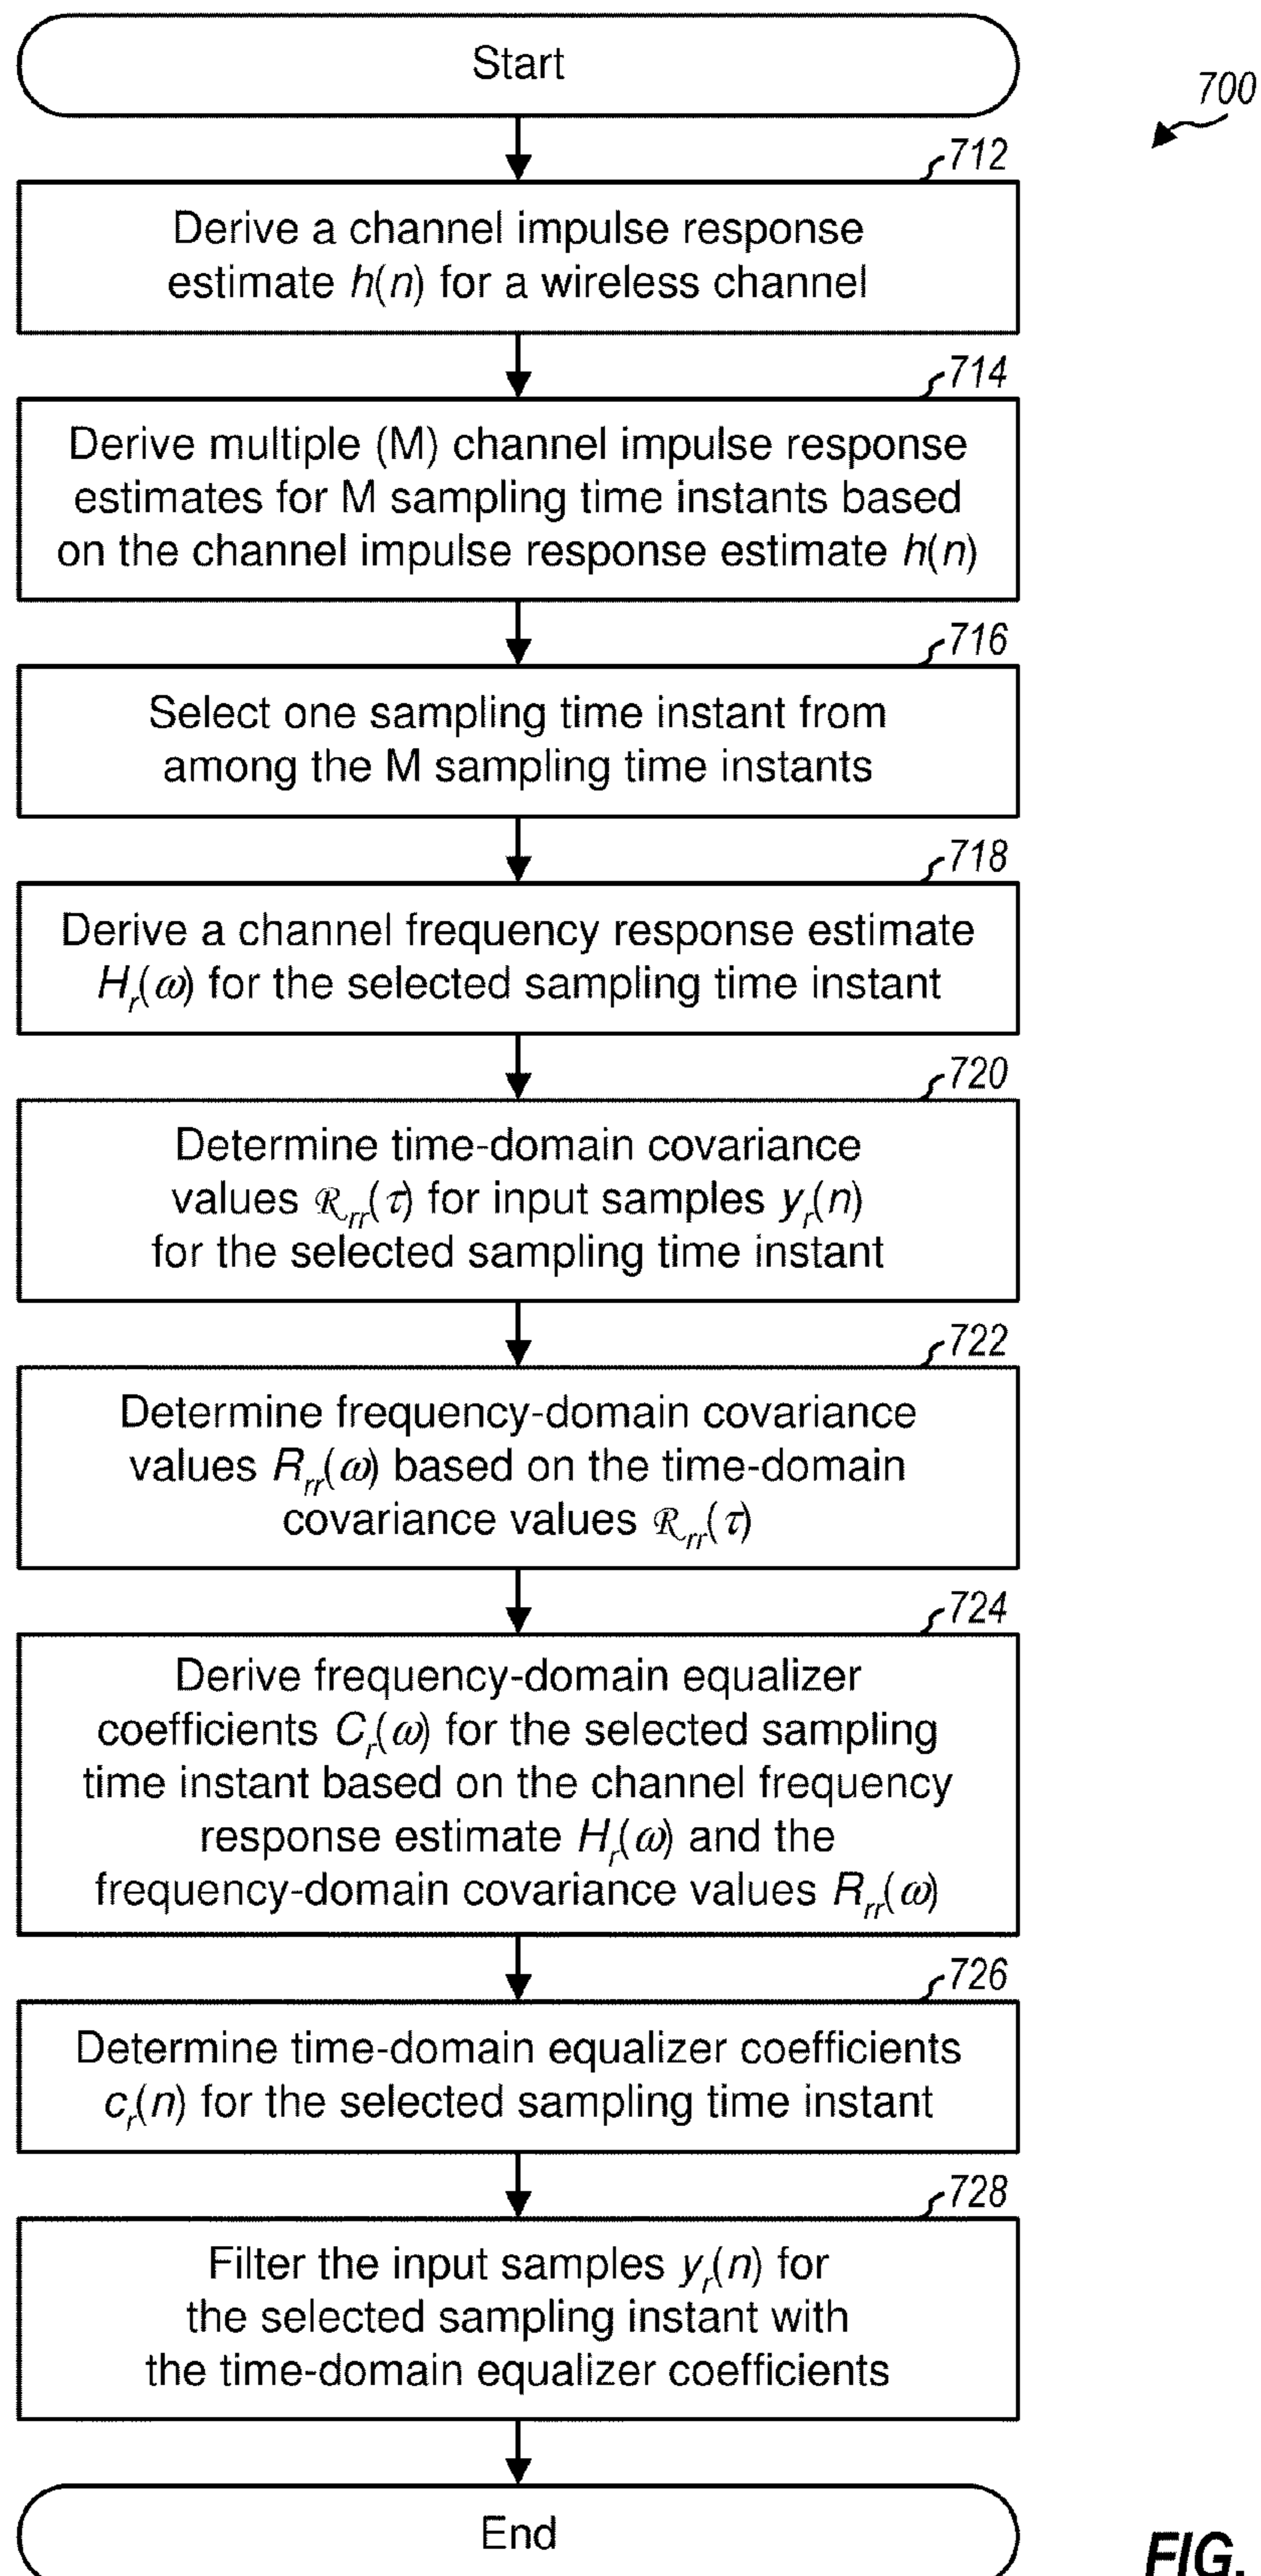 Start
700
712
Derive a channel impulse response
estimate h(n) for a wireless channel
714
Derive multiple (M) channel impulse response
estimates for M sampling time instants based
on the channel impulse response estimate h(n)
716
Select one sampling time instant from
among the M sampling time instants
718
Derive a channel frequency response estimate
Hr(ω) for the selected sampling time instant
720
Determine time-domain covariance
values ℛrr(τ) for input samples yr(n)
for the selected sampling time instant
722
Determine frequency-domain covariance
values Rrr(ω) based on the time-domain
covariance values ℛrr(τ)
724
Derive frequency-domain equalizer
coefficients Cr(ω) for the selected sampling
time instant based on the channel frequency
response estimate Hr(ω) and the
frequency-domain covariance values Rrr(ω)
726
Determine time-domain equalizer coefficients
cr(n) for the selected sampling time instant
728
Filter the input samples yr(n) for
the selected sampling instant with
the time-domain equalizer coefficients
End
FIG.